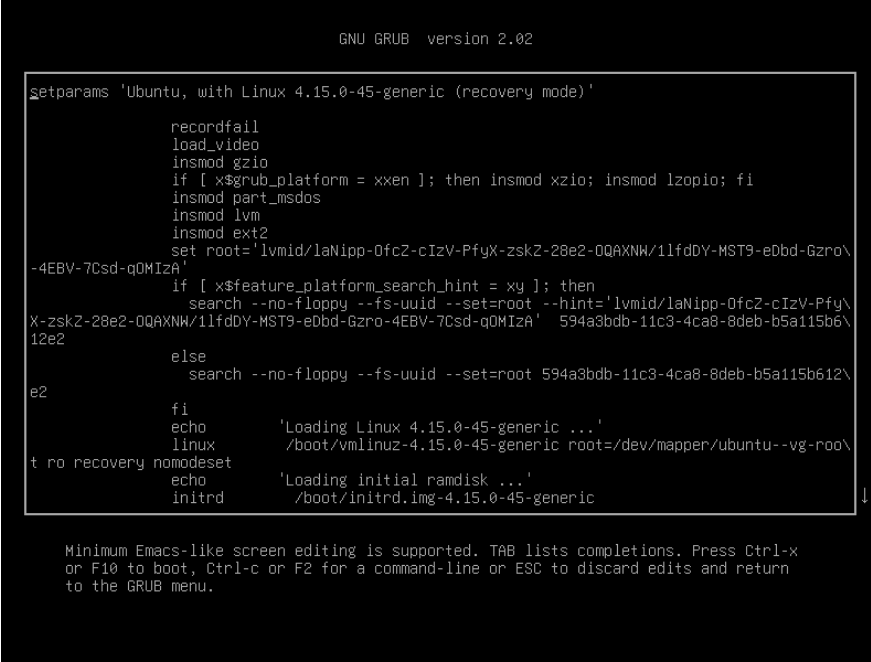 GNU GRUB  version 2.02
setparams 'Ubuntu, with Linux 4.15.0-45-generic (recovery mode)'
recordfail
load_video
insmod gzio
if [ x$grub_platform = xxen ]; then insmod xzio; insmod lzopio; fi
insmod part_msdos
insmod lvm
insmod ext2
set root='lvmid/laNipp-OfcZ-cIzV-PfyX-zskZ-28e2-OQAXNW/1lfdDY-MST9-eDbd-Gzro\
-4EBV-7Csd-qOMIzA'
if [ x$feature_platform_search_hint = xy ]; then
search --no-floppy --fs-uuid --set=root --hint='lvmid/laNipp-OfcZ-cIzV-Pfy\
X-zskZ-28e2-OQAXNW/1lfdDY-MST9-eDbd-Gzro-4EBV-7Csd-qOMIzA'  594a3bdb-11c3-4ca8-8deb-b5a115b6\
12e2
else
search --no-floppy --fs-uuid --set=root 594a3bdb-11c3-4ca8-8deb-b5a115b612\
e2
fi
echo 'Loading Linux 4.15.0-45-generic ...'
linux /boot/vmlinuz-4.15.0-45-generic root=/dev/mapper/ubuntu--vg-roo\
t ro recovery nomodeset
echo 'Loading initial ramdisk ...'
initrd /boot/initrd.img-4.15.0-45-generic
↓
Minimum Emacs-like screen editing is supported. TAB lists completions. Press Ctrl-x
or F10 to boot, Ctrl-c or F2 for a command-line or ESC to discard edits and return
to the GRUB menu.